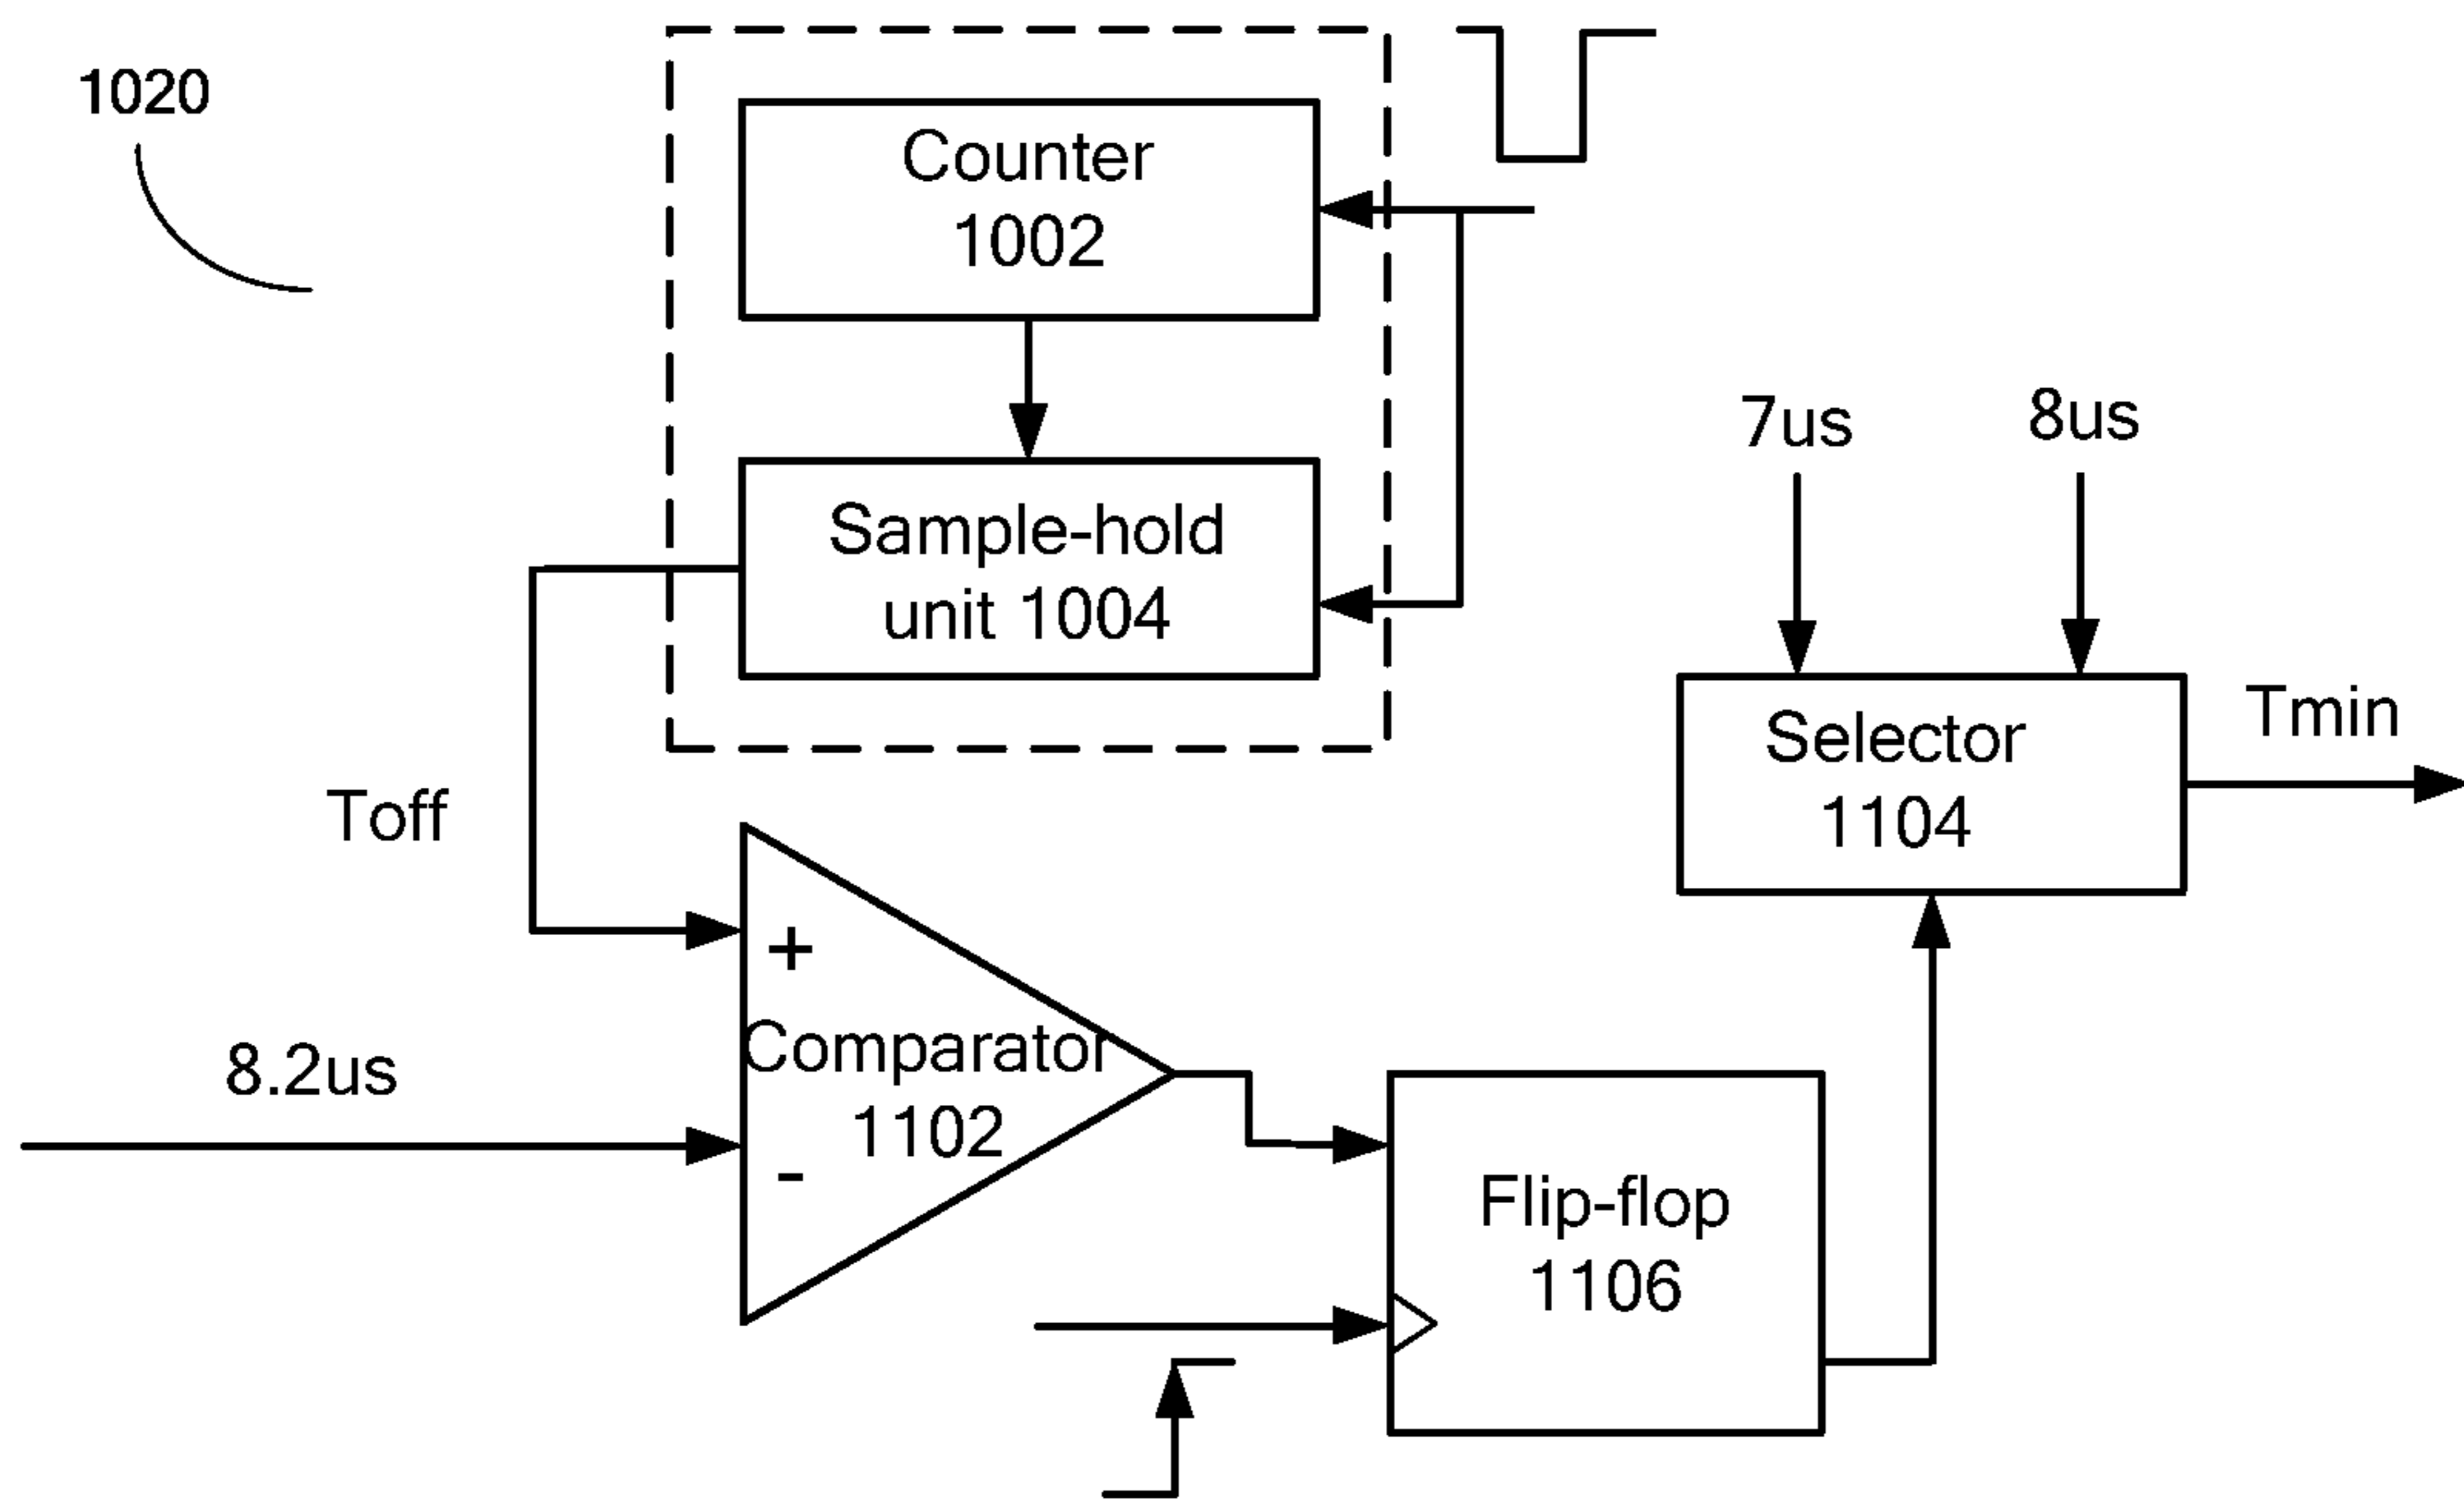 1020
Counter
1002
Sample-hold
unit 1004
7us
8us
Selector
1104
Tmin
Toff
+
Comparator
1102
-
8.2us
Flip-flop
1106